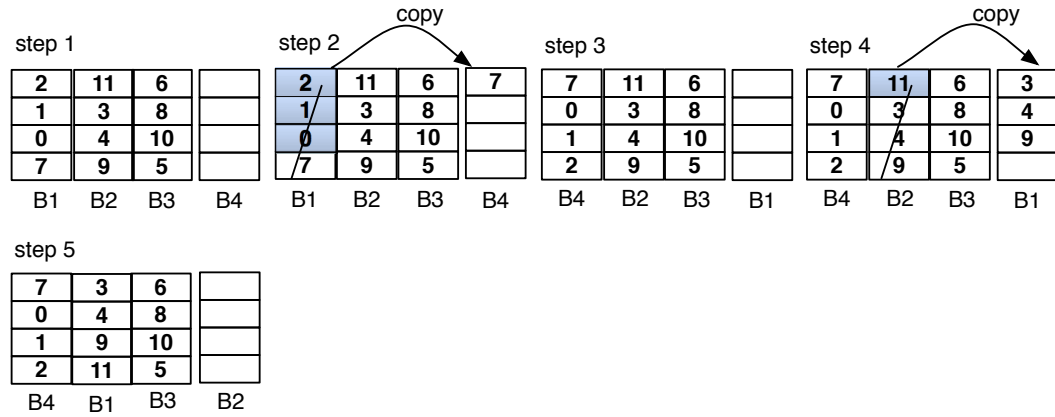 copy copy
step 1 step 2 step 3 step 4
2 11 6 2 11 6 7 7 11 6 7 11 6 3
1 3 8 1 3 8 0 3 8 0 3 8 4
0 4 10 0 4 10 1 4 10 1 4 10 9
7 9 5 7 9 5 2 9 5 2 9 5
B1 B2 B3 B4 B1 B2 B3 B4 B4 B2 B3 B1 B4 B2 B3 B1
step 5
7 3 6
0 4 8
1 9 10
2 11 5
B4 B1 B3 B2